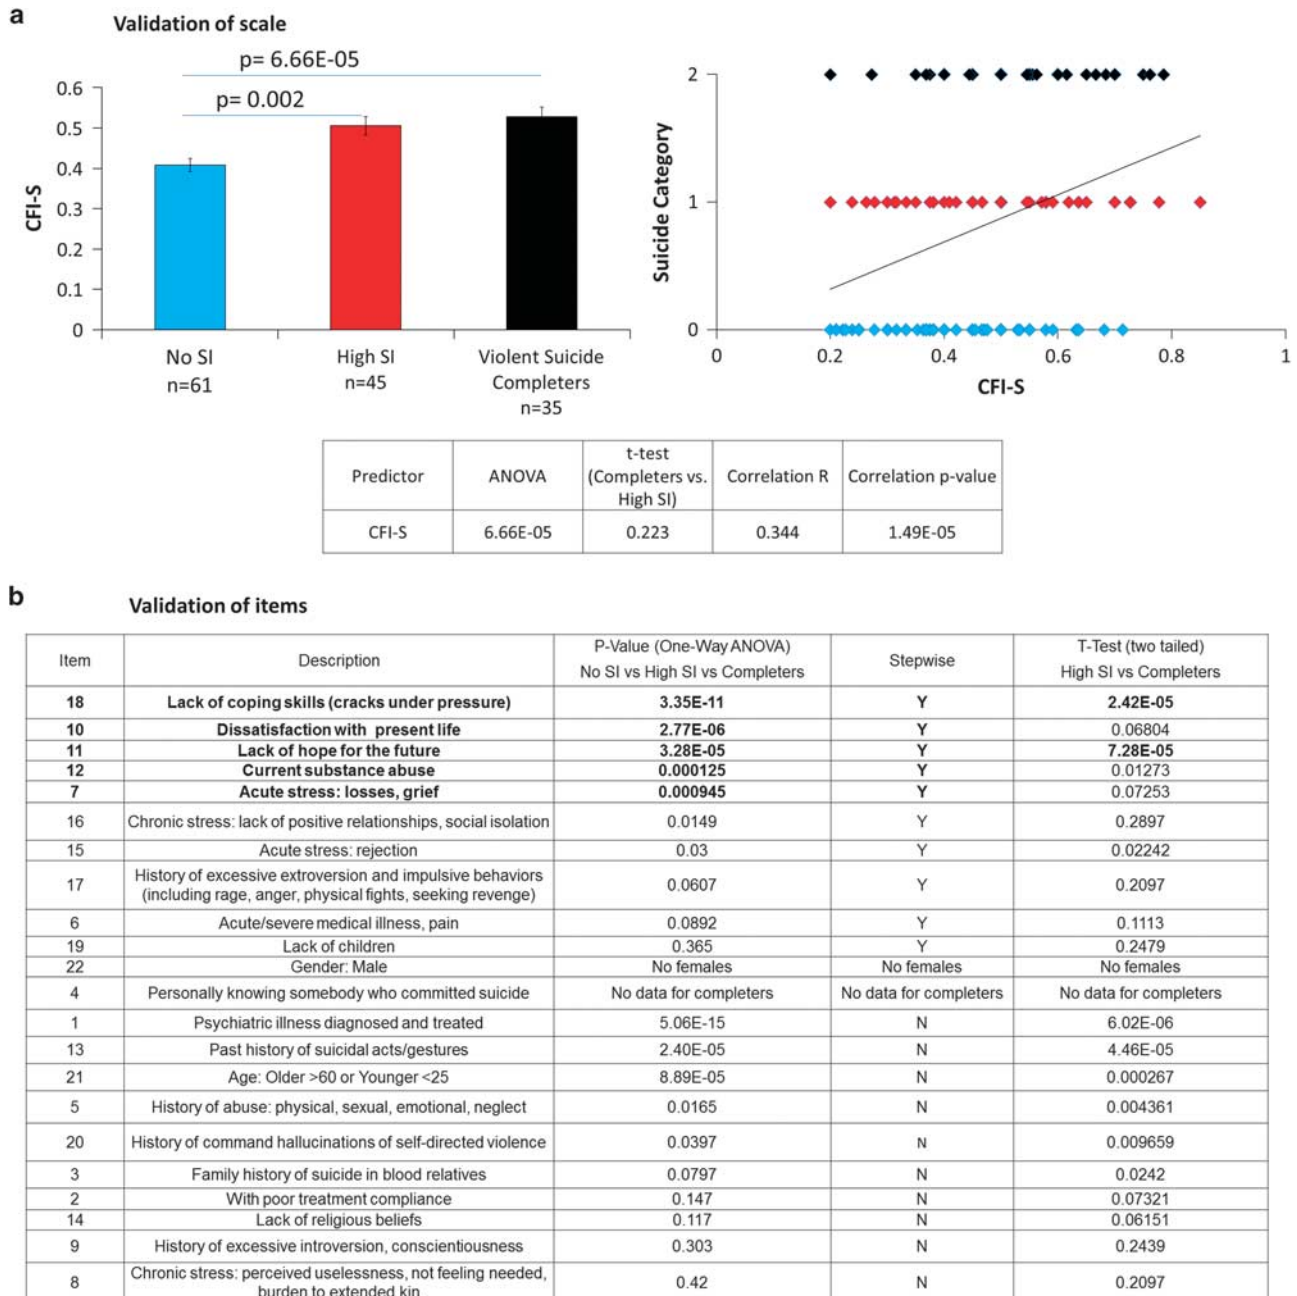 a
Validation of scale
p= 6.66E-05
p= 0.002
0.6
0.5
0.4
0.3
0.2
0.1
0
CFI-S
No SI
n=61
High SI
n=45
Violent Suicide
Completers
n=35
2
1
0
Suicide Category
0 0.2 0.4 0.6 0.8 1
CFI-S
Predictor ANOVA t-test (Completers vs. High SI) Correlation R Correlation p-value
CFI-S 6.66E-05 0.223 0.344 1.49E-05
b
Validation of items
Item Description P-Value (One-Way ANOVA) No SI vs High SI vs Completers Stepwise T-Test (two tailed) High SI vs Completers
18 Lack of coping skills (cracks under pressure) 3.35E-11 Y 2.42E-05
10 Dissatisfaction with present life 2.77E-06 Y 0.06804
11 Lack of hope for the future 3.28E-05 Y 7.28E-05
12 Current substance abuse 0.000125 Y 0.01273
7 Acute stress: losses, grief 0.000945 Y 0.07253
16 Chronic stress: lack of positive relationships, social isolation 0.0149 Y 0.2897
15 Acute stress: rejection 0.03 Y 0.02242
17 History of excessive extroversion and impulsive behaviors (including rage, anger, physical fights, seeking revenge) 0.0607 Y 0.2097
6 Acute/severe medical illness, pain 0.0892 Y 0.1113
19 Lack of children 0.365 Y 0.2479
22 Gender: Male No females No females No females
4 Personally knowing somebody who committed suicide No data for completers No data for completers No data for completers
1 Psychiatric illness diagnosed and treated 5.06E-15 N 6.02E-06
13 Past history of suicidal acts/gestures 2.40E-05 N 4.46E-05
21 Age: Older >60 or Younger <25 8.89E-05 N 0.000267
5 History of abuse: physical, sexual, emotional, neglect 0.0165 N 0.004361
20 History of command hallucinations of self-directed violence 0.0397 N 0.009659
3 Family history of suicide in blood relatives 0.0797 N 0.0242
2 With poor treatment compliance 0.147 N 0.07321
14 Lack of religious beliefs 0.117 N 0.06151
9 History of excessive introversion, conscientiousness 0.303 N 0.2439
8 Chronic stress: perceived uselessness, not feeling needed, burden to extended kin 0.42 N 0.2097